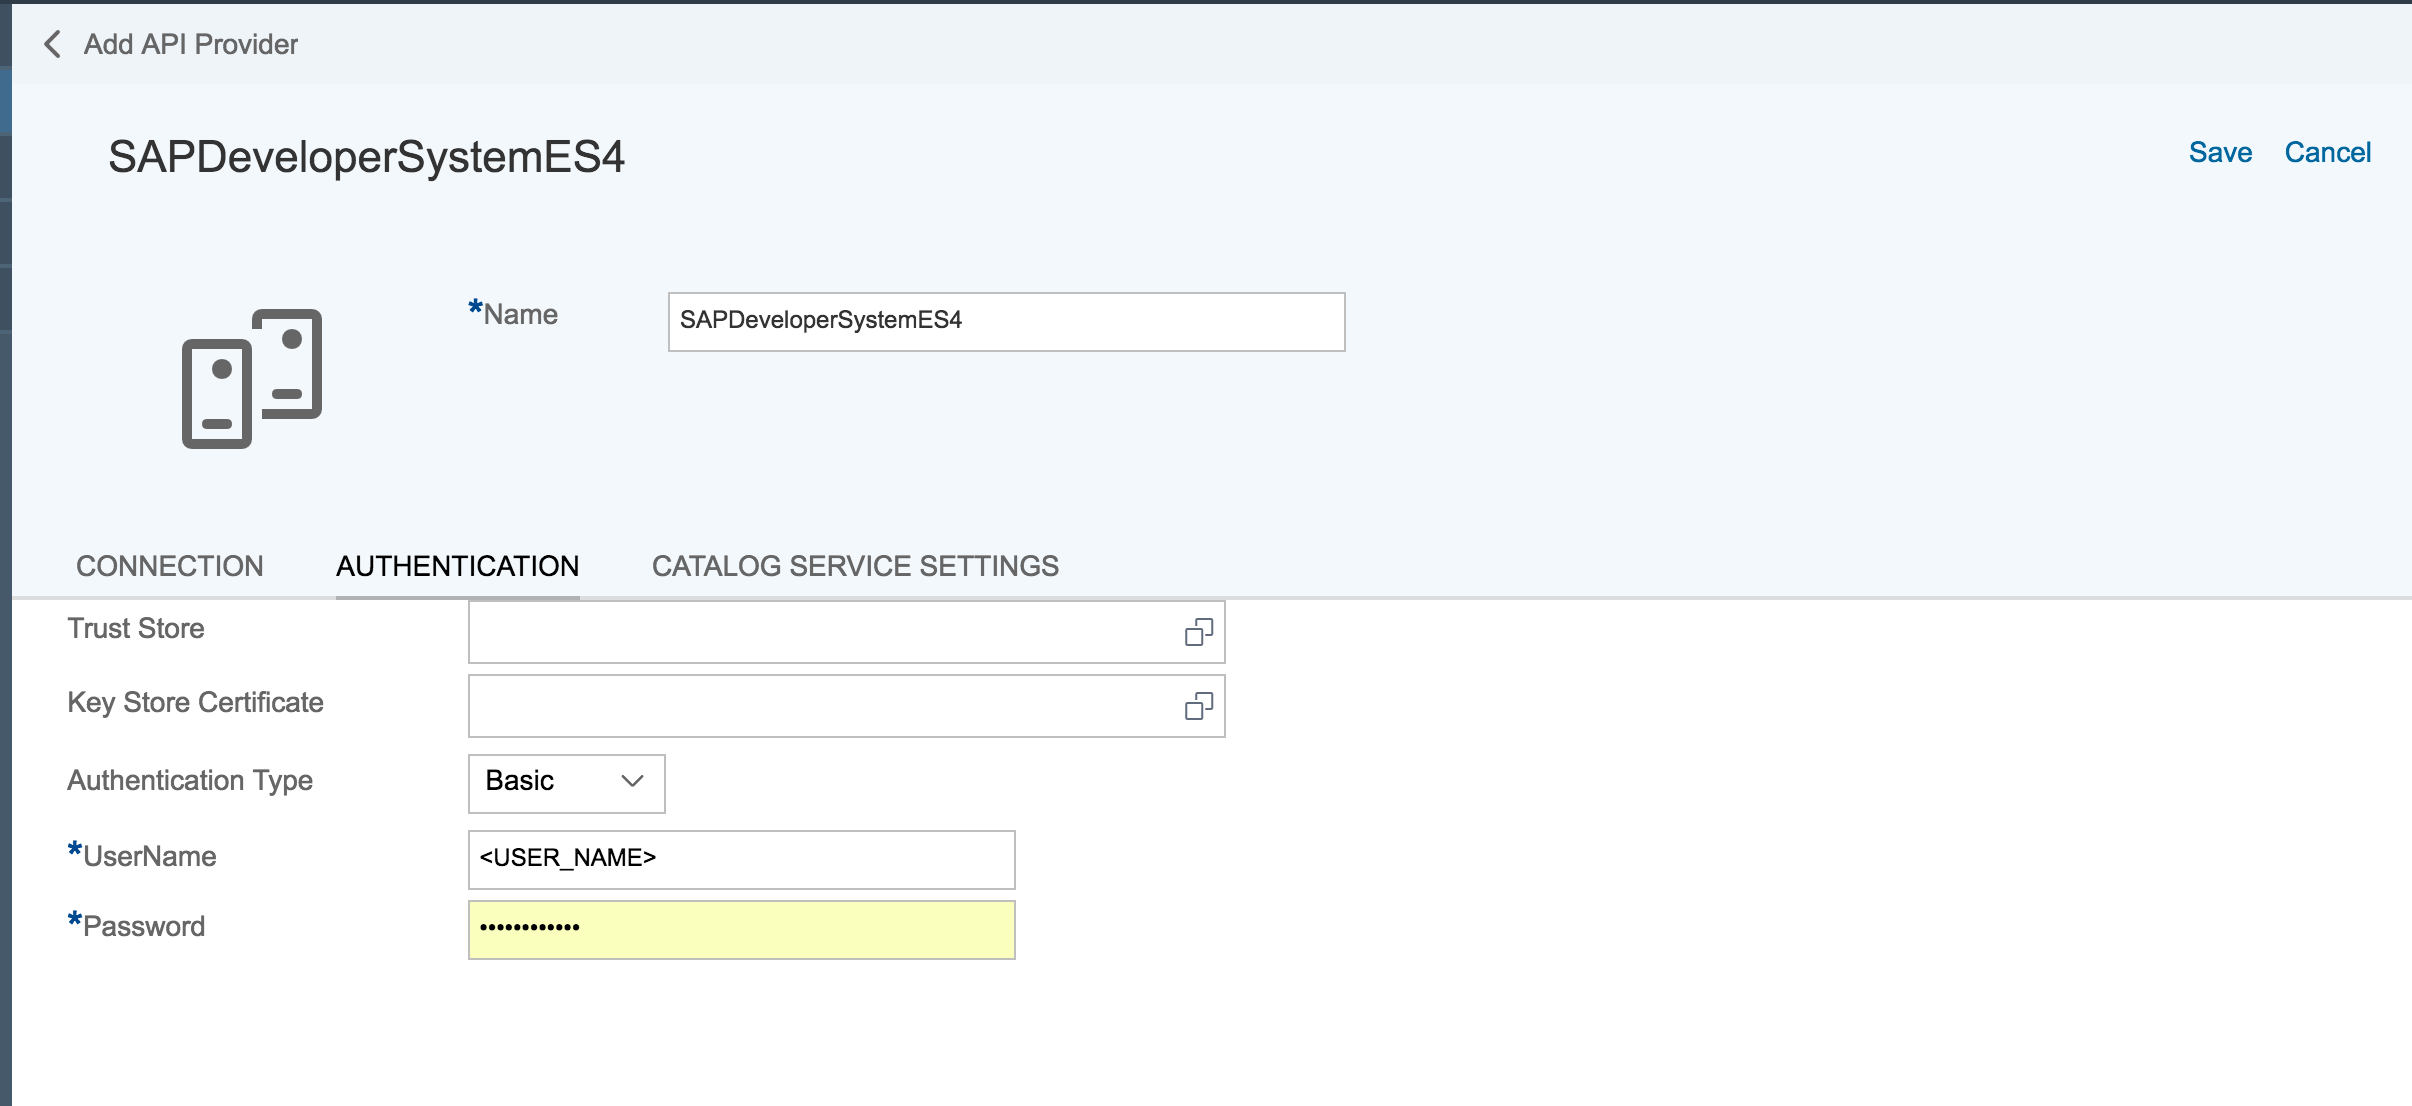 Add API Provider
SAPDeveloperSystemES4
Save Cancel
*Name SAPDeveloperSystemES4
CONNECTION AUTHENTICATION CATALOG SERVICE SETTINGS
Trust Store
Key Store Certificate
Authentication Type Basic
*UserName <USER_NAME>
*Password ••••••••••••